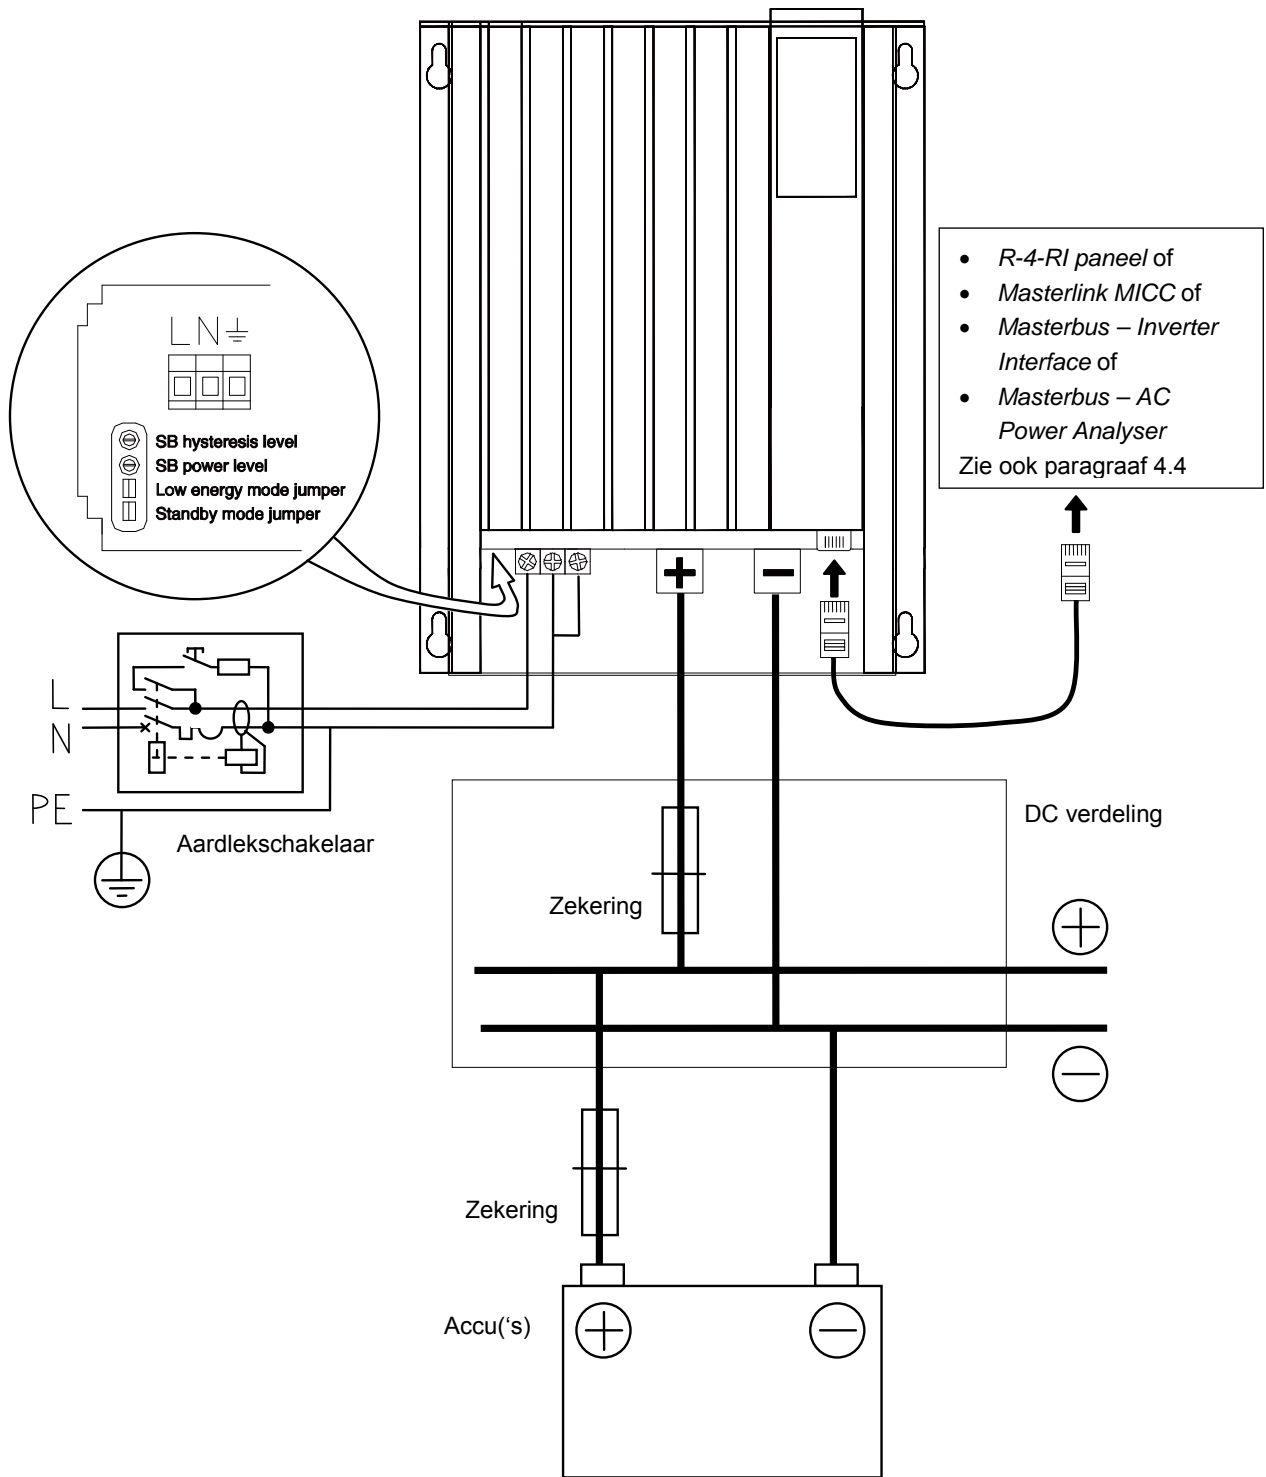 • R-4-RI paneel of
• Masterlink MICC of
• Masterbus – Inverter
Interface of
• Masterbus – AC
Power Analyser
Zie ook paragraaf 4.4
LN
SB hysteresis level
SB power level
Low energy mode jumper
Standby mode jumper
+
−
L
N
PE
Aardlekschakelaar
DC verdeling
Zekering
+
−
Zekering
Accu(‘s)
+
−